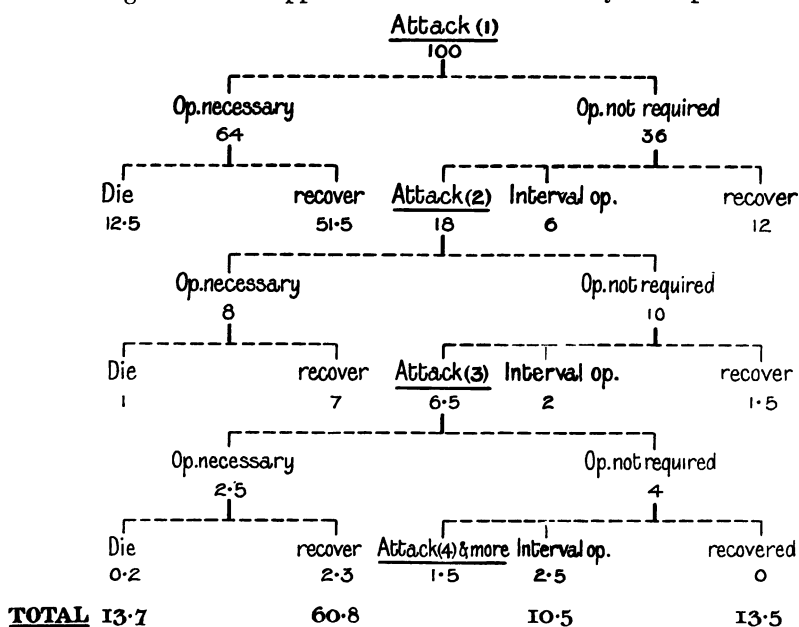 Attack (1)
100
Op. necessary Op. not required
64 36
Die recover Attack (2) Interval op. recover
12·5 51·5 18 6 12
Op. necessary Op. not required
8 10
Die recover Attack (3) Interval op. recover
1 7 6·5 2 1·5
Op. necessary Op. not required
2·5 4
Die recover Attack (4) & more Interval op. recovered
0·2 2·3 1·5 2·5 0
TOTAL 13·7 60·8 10·5 13·5